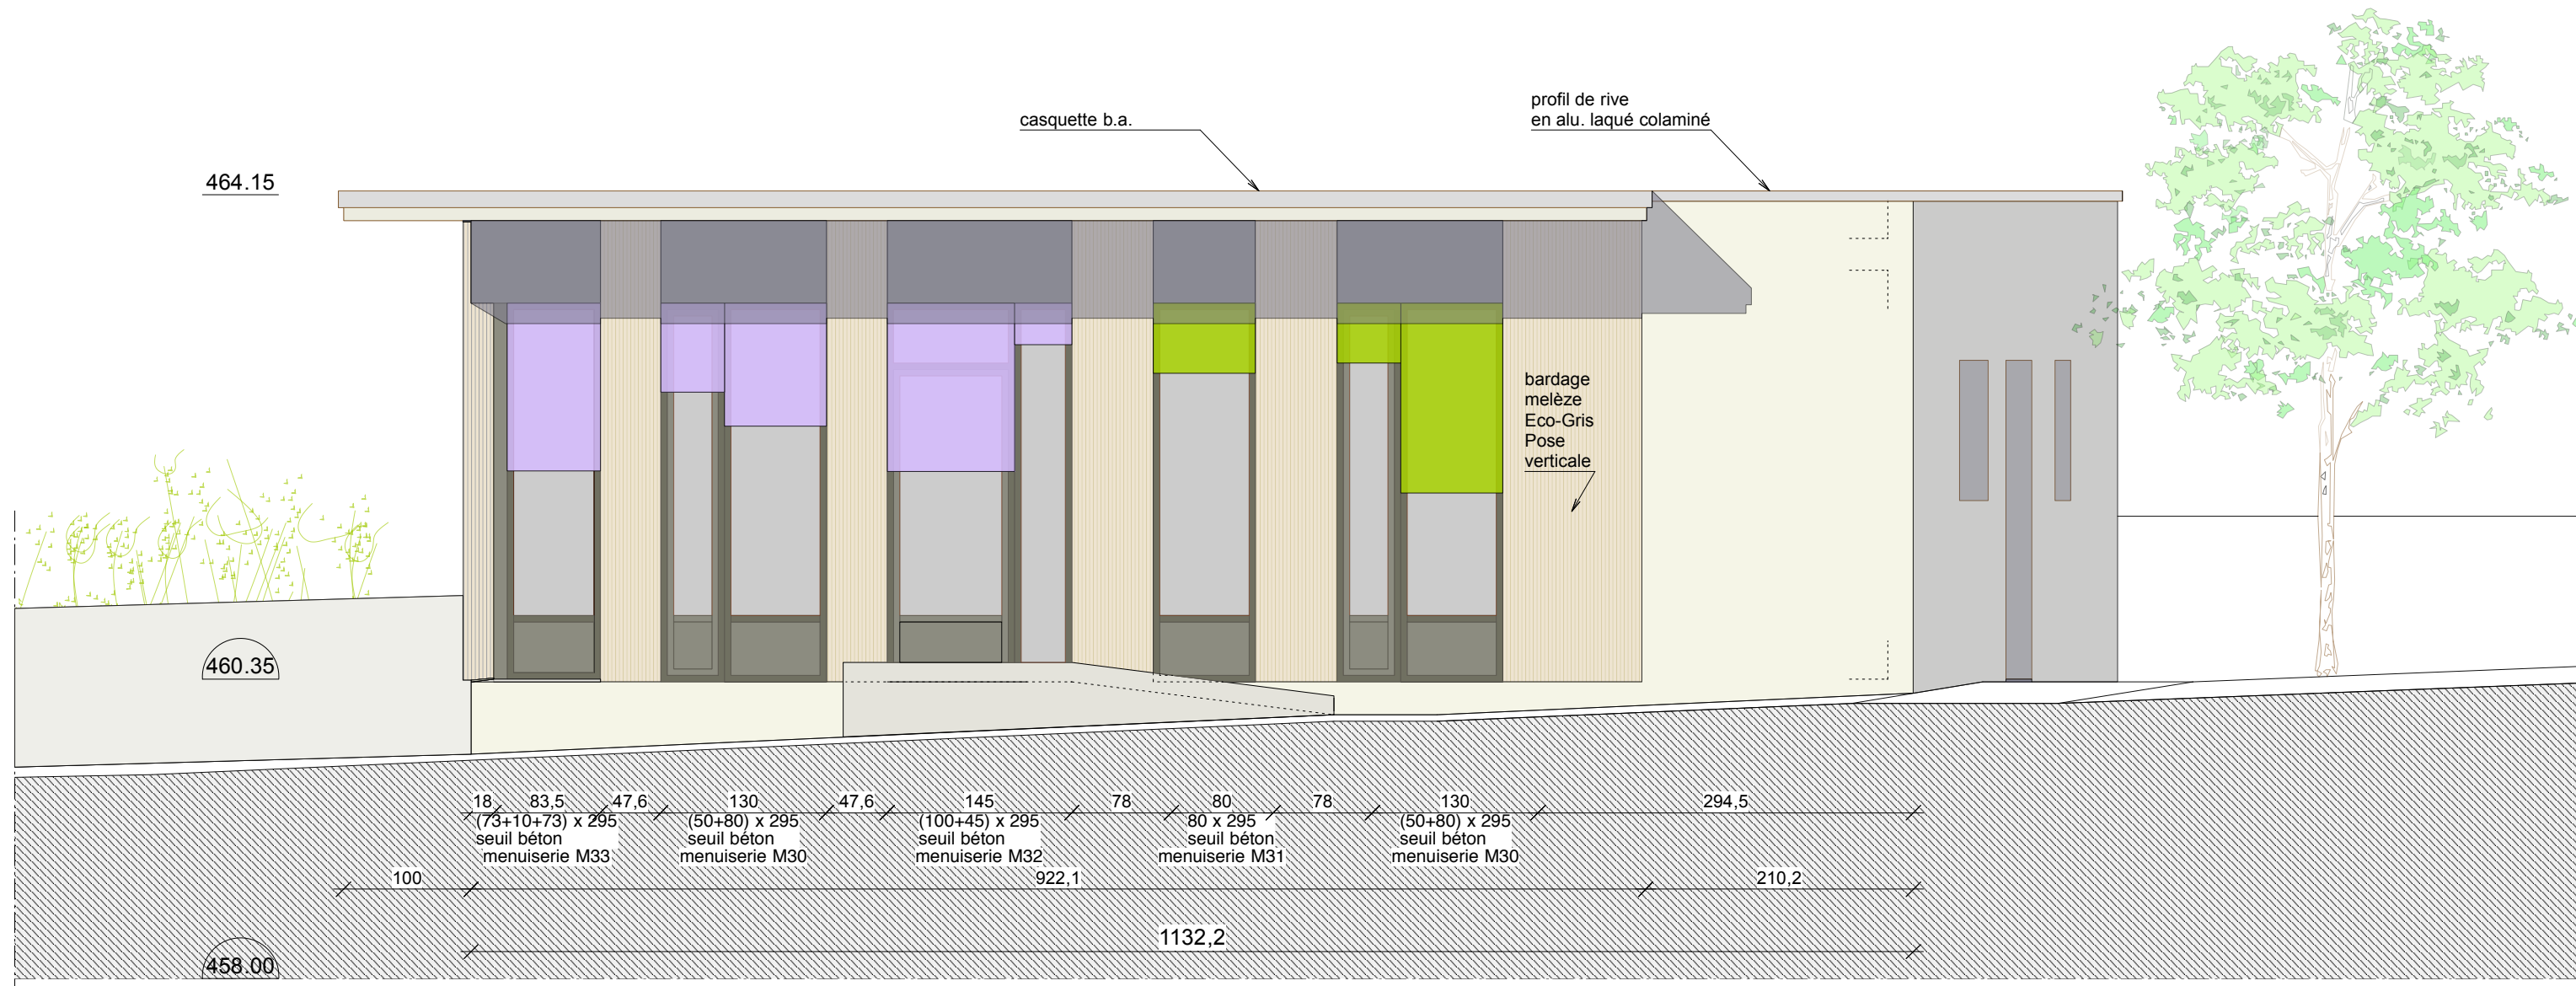 profil de rive
en alu. laqué colaminé
casquette b.a.
464.15
bardage
melèze
Eco-Gris
Pose
verticale
460.35
18 83,5 47,6 130 47,6 145 78 80 78 130 294,5
(73+10+73) x 295
seuil béton
menuiserie M33
(50+80) x 295
seuil béton
menuiserie M30
(100+45) x 295
seuil béton
menuiserie M32
80 x 295
seuil béton
menuiserie M31
(50+80) x 295
seuil béton
menuiserie M30
100 922,1 210,2
1132,2
458.00